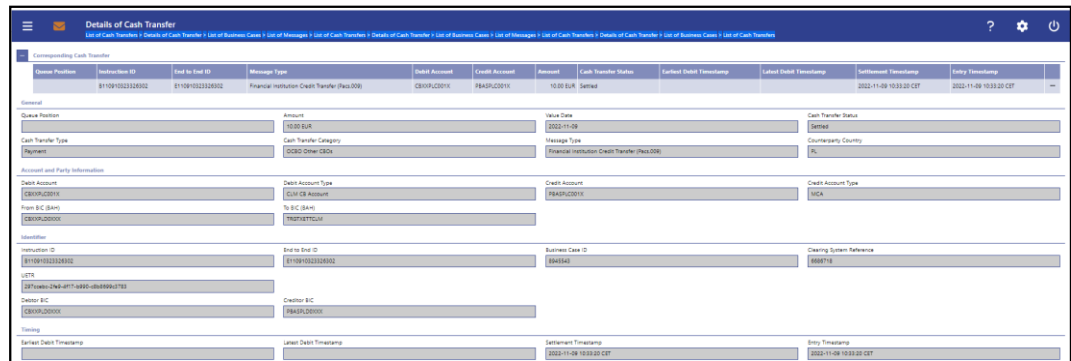 Details of Cash Transfer
List of Cash Transfers > Details of Cash Transfer > List of Business Cases > List of Messages > List of Cash Transfers > Details of Cash Transfer > List of Business Cases > List of Messages > List of Cash Transfers > Details of Cash Transfer > List of Business Cases > List of Cash Transfers
Corresponding Cash Transfer
Queue Position Instruction ID End to End ID Message Type Debit Account Credit Account Amount Cash Transfer Status Earliest Debit Timestamp Latest Debit Timestamp Settlement Timestamp Entry Timestamp
8110910323326302 E110910323326302 Financial Institution Credit Transfer (Pacs.009) CBXXPLC001X PBASPLC001X 10.00 EUR Settled 2022-11-09 10:33:20 CET 2022-11-09 10:33:20 CET
General
Queue Position Amount Value Date Cash Transfer Status
10.00 EUR 2022-11-09 Settled
Cash Transfer Type Cash Transfer Category Message Type Counterparty Country
Payment OCBO Other CBOs Financial Institution Credit Transfer (Pacs.009) PL
Account and Party Information
Debit Account Debit Account Type Credit Account Credit Account Type
CBXXPLC001X CLM CB Account PBASPLC001X MCA
From BIC (BAH) To BIC (BAH)
CBXXPLD0XXX TRGTXETTCLM
Identifier
Instruction ID End to End ID Business Case ID Clearing System Reference
8110910323326302 E110910323326302 8945543 8686718
UETR
Debtor BIC Creditor BIC
CBXXPLD0XXX PBASPLD0XXX
Timing
Earliest Debit Timestamp Latest Debit Timestamp Settlement Timestamp Entry Timestamp
2022-11-09 10:33:20 CET 2022-11-09 10:33:20 CET